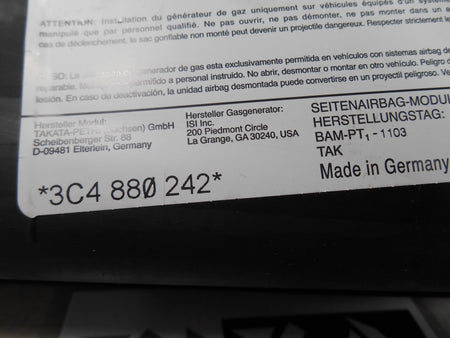 ATTENTION: Installation du générateur de gaz uniquement sur véhicules équipés d'un système
manipulé que par personnel qualifié. Ne pas ouvrir, ne pas démonter, ne pas monter dans un
de déclenchement, le sac gonflable non monté peut devenir un projectile dangereux. Respecter strictement
generador de gas esta exclusivamente permitida en vehículos con sistemas airbag de
reparable. permitido a personal instruido. No abrir, desmontar o montar en otro vehículo. Peligro
lesión. En caso de deactivación, la unidad airbag desmontada puede convertirse en un proyectil peligroso.
Hersteller Modul:
TAKATA-PETRI (Sachsen) GmbH
Scheibenberger Str. 88
D-09481 Elterlein, Germany
Hersteller Gasgenerator:
ISI Inc.
200 Piedmont Circle
La Grange, GA 30240, USA
SEITENAIRBAG-MODUL
HERSTELLUNGSTAG:
BAM-PT₁ - 1103
TAK
Made in Germany
*3C4 880 242*